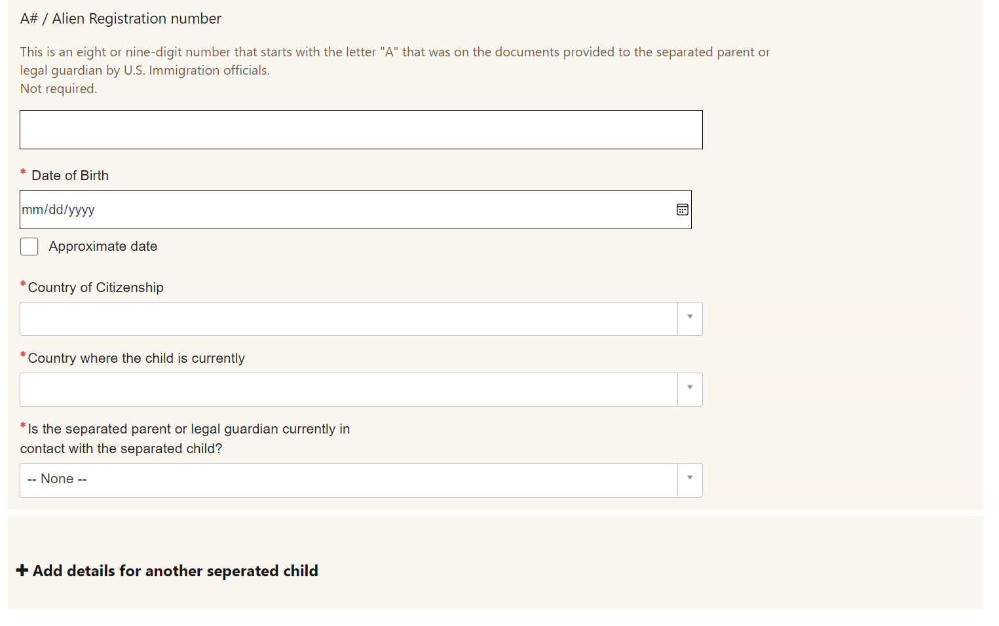 A# / Alien Registration number
This is an eight or nine-digit number that starts with the letter "A" that was on the documents provided to the separated parent or
legal guardian by U.S. Immigration officials.
Not required.
* Date of Birth
mm/dd/yyyy
Approximate date
*Country of Citizenship
*Country where the child is currently
*Is the separated parent or legal guardian currently in
contact with the separated child?
-- None --
+ Add details for another seperated child